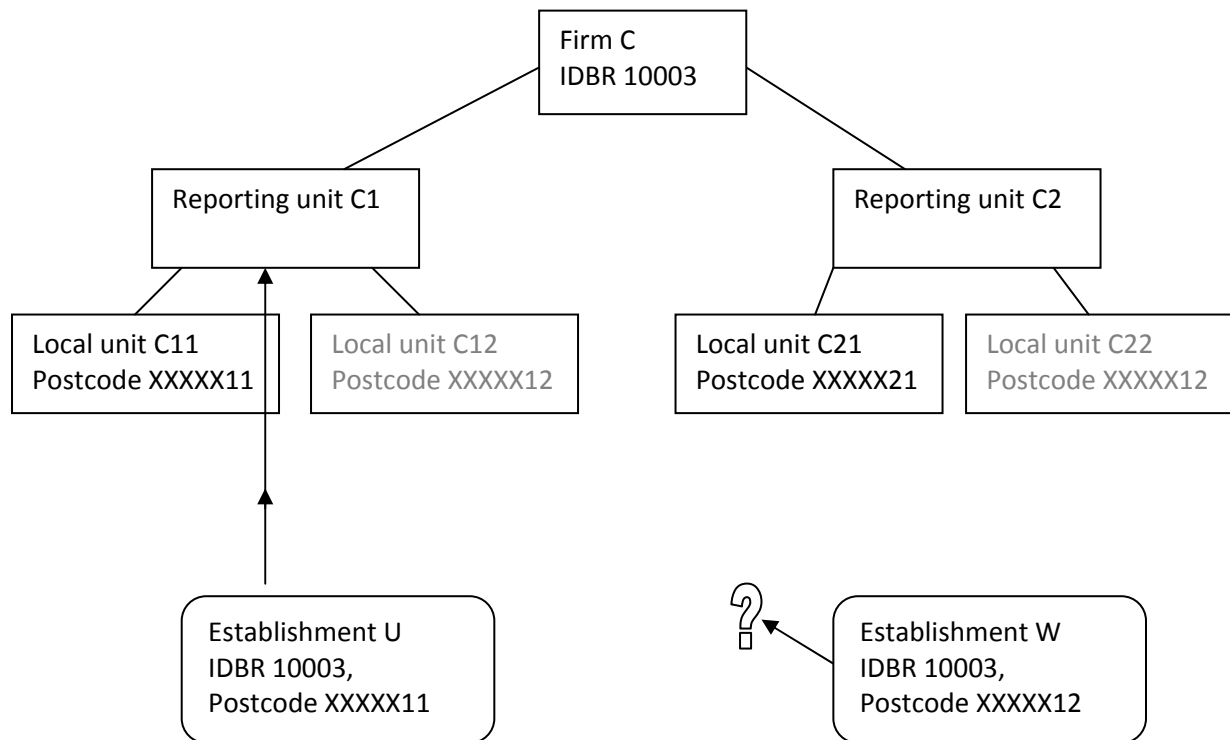 Firm C
IDBR 10003
Reporting unit C1
Reporting unit C2
Local unit C11
Postcode XXXXX11
Local unit C12
Postcode XXXXX12
Local unit C21
Postcode XXXXX21
Local unit C22
Postcode XXXXX12
?
Establishment U
IDBR 10003,
Postcode XXXXX11
Establishment W
IDBR 10003,
Postcode XXXXX12